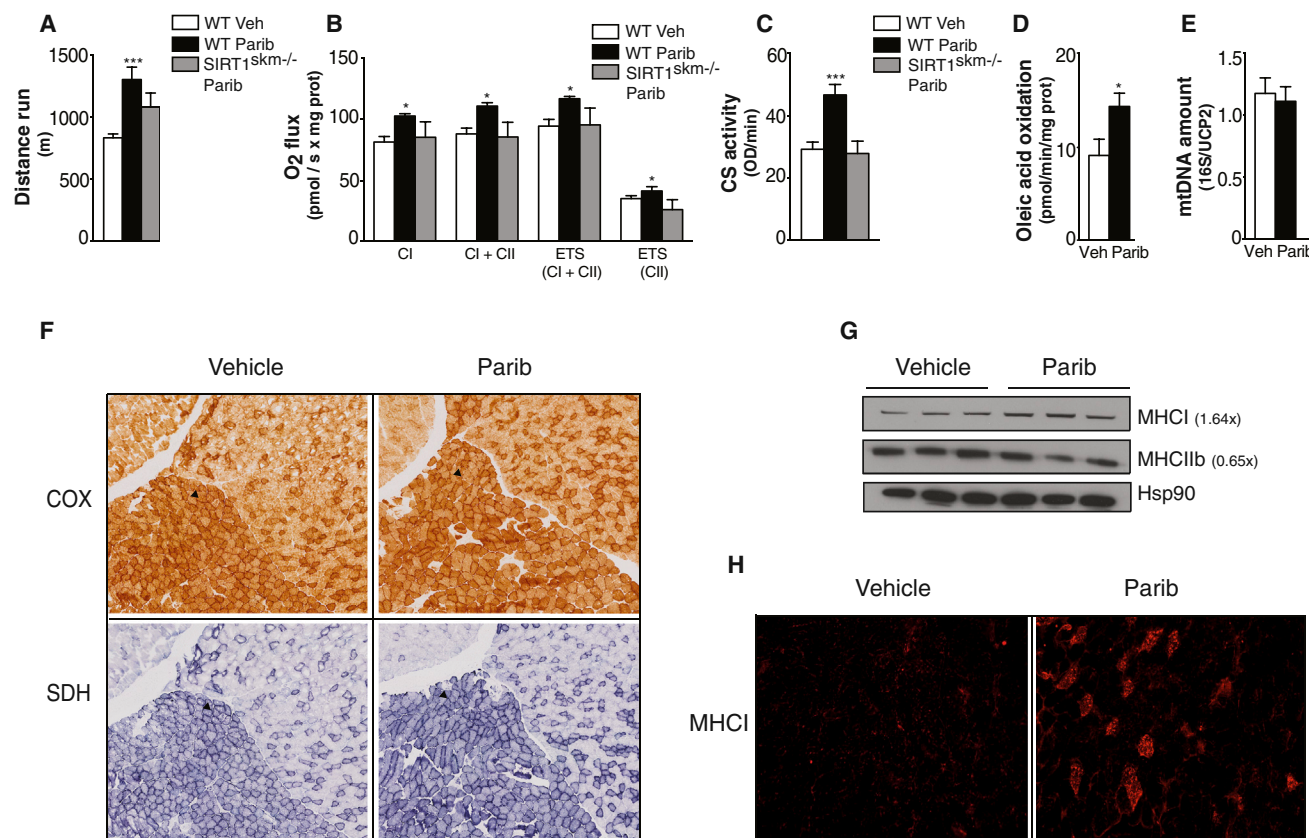 A
WT Veh
WT Parib
SIRT1skm-/-
Parib
Distance run
(m)
1500
1000
500
0
***
B
WT Veh
WT Parib
SIRT1skm-/-
Parib
O2 flux
(pmol / s x mg prot)
150
100
50
0
*
*
*
*
CI
CI + CII
ETS
(CI + CII)
ETS
(CII)
C
WT Veh
WT Parib
SIRT1skm-/-
Parib
CS activity
(OD/min)
60
40
20
0
***
D
Oleic acid oxidation
(pmol/min/mg prot)
20
10
0
*
Veh Parib
E
mtDNA amount
(16S/UCP2)
1.5
1.0
0.5
0.0
Veh Parib
F
Vehicle
Parib
COX
SDH
G
Vehicle
Parib
MHCI (1.64x)
MHCIIb (0.65x)
Hsp90
H
Vehicle
Parib
MHCI